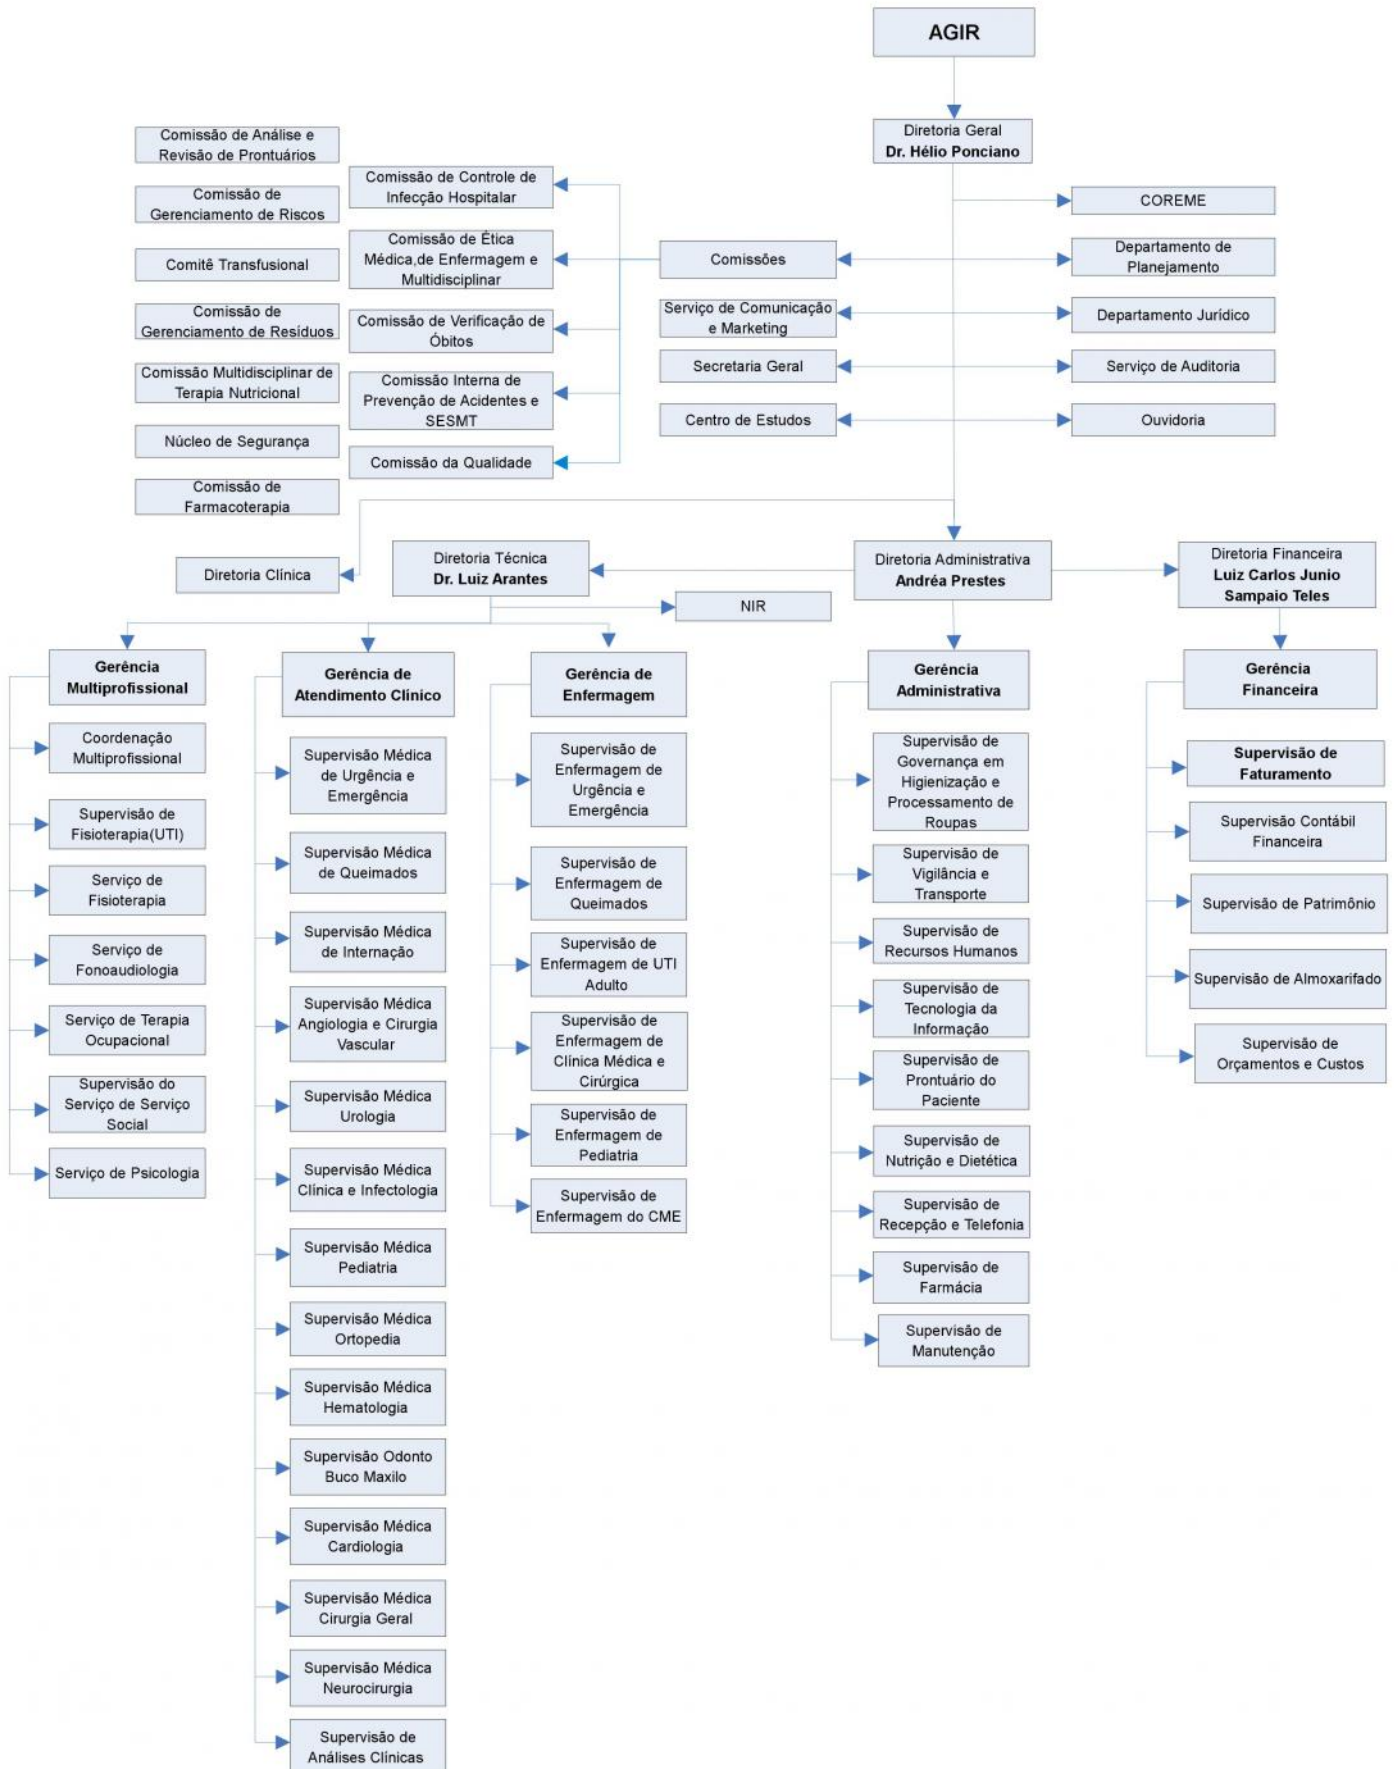 AGIR
Diretoria Geral
Dr. Hélio Ponciano
COREME
Departamento de
Planejamento
Departamento Jurídico
Serviço de Auditoria
Ouvidoria
Comissões
Serviço de Comunicação
e Marketing
Secretaria Geral
Centro de Estudos
Comissão de Controle de
Infecção Hospitalar
Comissão de Ética
Médica,de Enfermagem e
Multidisciplinar
Comissão de Verificação de
Óbitos
Comissão Interna de
Prevenção de Acidentes e
SESMT
Comissão da Qualidade
Comissão de Análise e
Revisão de Prontuários
Comissão de
Gerenciamento de Riscos
Comitê Transfusional
Comissão de
Gerenciamento de Resíduos
Comissão Multidisciplinar de
Terapia Nutricional
Núcleo de Segurança
Comissão de
Farmacoterapia
Diretoria Clínica
Diretoria Técnica
Dr. Luiz Arantes
NIR
Diretoria Administrativa
Andréa Prestes
Diretoria Financeira
Luiz Carlos Junio
Sampaio Teles
Gerência
Multiprofissional
Coordenação
Multiprofissional
Supervisão de
Fisioterapia(UTI)
Serviço de
Fisioterapia
Serviço de
Fonoaudiologia
Serviço de Terapia
Ocupacional
Supervisão do
Serviço de Serviço
Social
Serviço de Psicologia
Gerência de
Atendimento Clínico
Supervisão Médica
de Urgência e
Emergência
Supervisão Médica
de Queimados
Supervisão Médica
de Internação
Supervisão Médica
Angiologia e Cirurgia
Vascular
Supervisão Médica
Urologia
Supervisão Médica
Clínica e Infectologia
Supervisão Médica
Pediatria
Supervisão Médica
Ortopedia
Supervisão Médica
Hematologia
Supervisão Odonto
Buco Maxilo
Supervisão Médica
Cardiologia
Supervisão Médica
Cirurgia Geral
Supervisão Médica
Neurocirurgia
Supervisão de
Análises Clínicas
Gerência de
Enfermagem
Supervisão de
Enfermagem de
Urgência e
Emergência
Supervisão de
Enfermagem de
Queimados
Supervisão de
Enfermagem de UTI
Adulto
Supervisão de
Enfermagem de
Clínica Médica e
Cirúrgica
Supervisão de
Enfermagem de
Pediatria
Supervisão de
Enfermagem do CME
Gerência
Administrativa
Supervisão de
Governança em
Higienização e
Processamento de
Roupas
Supervisão de
Vigilância e
Transporte
Supervisão de
Recursos Humanos
Supervisão de
Tecnologia da
Informação
Supervisão de
Prontuário do
Paciente
Supervisão de
Nutrição e Dietética
Supervisão de
Recepção e Telefonia
Supervisão de
Farmácia
Supervisão de
Manutenção
Gerência
Financeira
Supervisão de
Faturamento
Supervisão Contábil
Financeira
Supervisão de Patrimônio
Supervisão de Almoxarifado
Supervisão de
Orçamentos e Custos